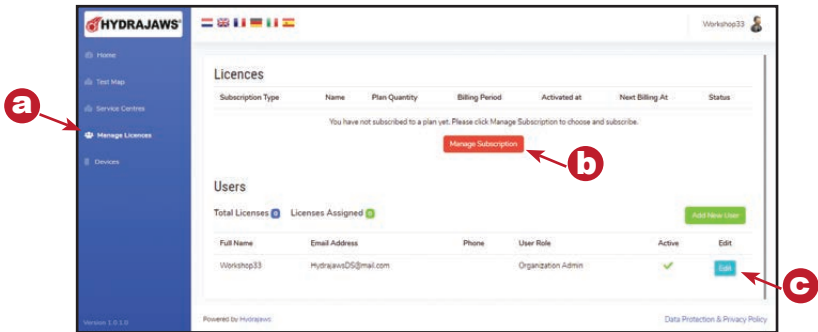 HYDRAJAWS®
Workshop33
Home
Test Map
Service Centres
Manage Licences
Devices
Version 1.0.1.0
a
Licences
Subscription Type Name Plan Quantity Billing Period Activated at Next Billing At Status
You have not subscribed to a plan yet. Please click Manage Subscription to choose and subscribe.
Manage Subscription
b
Users
Total Licenses 0 Licenses Assigned 0
Add New User
Full Name Email Address Phone User Role Active Edit
Workshop33 HydrajawsDS@mail.com Organization Admin Edit
c
Powered by Hydrajaws
Data Protection & Privacy Policy